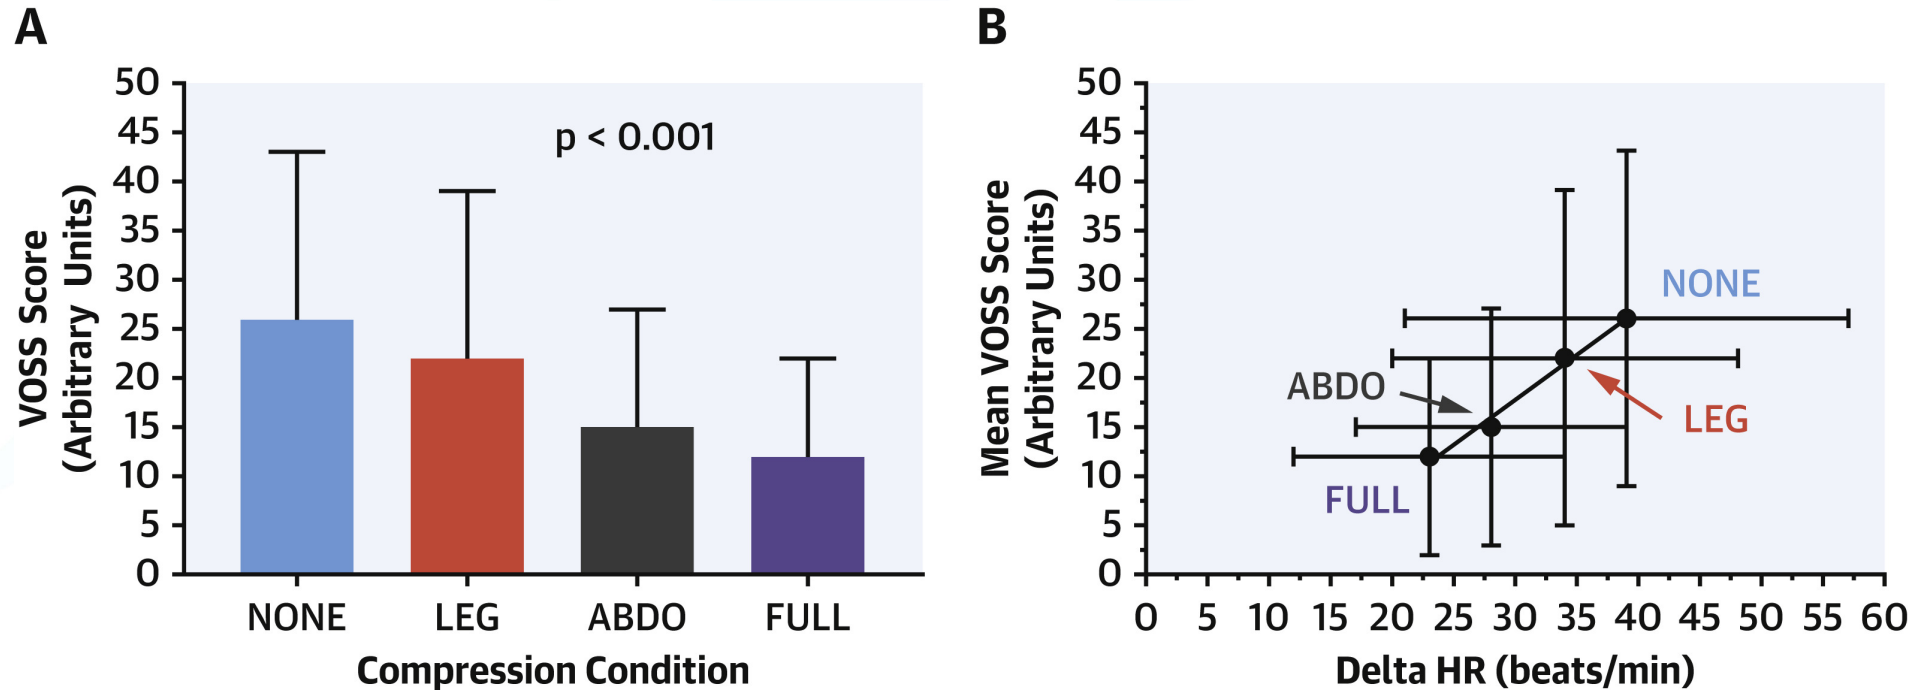 A
VOSS Score
(Arbitrary Units)
50
45
40
35
30
25
20
15
10
5
0
p < 0.001
NONE LEG ABDO FULL
Compression Condition
B
Mean VOSS Score
(Arbitrary Units)
50
45
40
35
30
25
20
15
10
5
0
NONE
ABDO
LEG
FULL
0 5 10 15 20 25 30 35 40 45 50 55 60
Delta HR (beats/min)